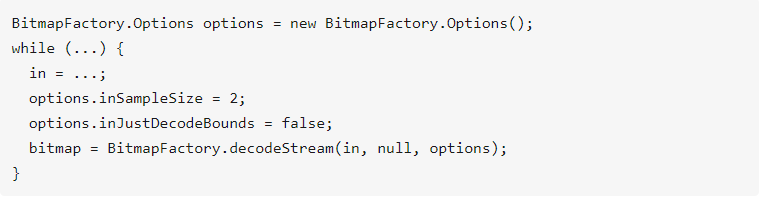 BitmapFactory.Options options = new BitmapFactory.Options();
while (...) {
  in = ...;
  options.inSampleSize = 2;
  options.inJustDecodeBounds = false;
  bitmap = BitmapFactory.decodeStream(in, null, options);
}